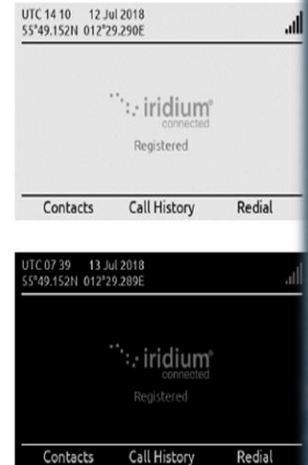 UTC 14 10 12 Jul 2018
55°49.152N 012°29.290E
iridium®
connected
Registered
Contacts Call History Redial
UTC 07 39 13 Jul 2018
55°49.152N 012°29.289E
iridium®
connected
Registered
Contacts Call History Redial